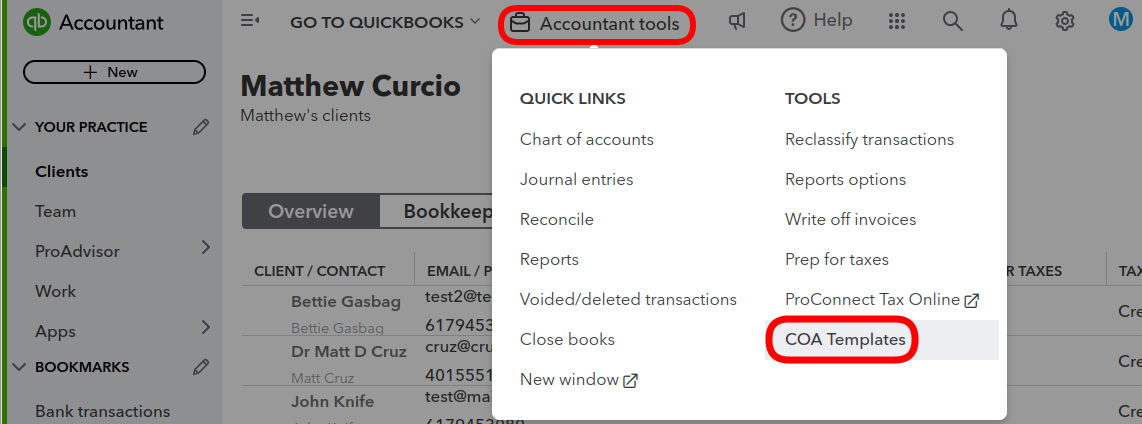 qb Accountant
GO TO QUICKBOOKS
Accountant tools
Help
M
+ New
YOUR PRACTICE
Clients
Team
ProAdvisor
Work
Apps
BOOKMARKS
Bank transactions
Matthew Curcio
Matthew's clients
Overview
Bookkeep
CLIENT / CONTACT
EMAIL / P
R TAXES
TAX
Bettie Gasbag
test2@te
Bettie Gasbag
6179453
Cre
Dr Matt D Cruz
cruz@cru
Matt Cruz
4015551
Cre
John Knife
test@ma
Cre
QUICK LINKS
Chart of accounts
Journal entries
Reconcile
Reports
Voided/deleted transactions
Close books
New window
TOOLS
Reclassify transactions
Reports options
Write off invoices
Prep for taxes
ProConnect Tax Online
COA Templates